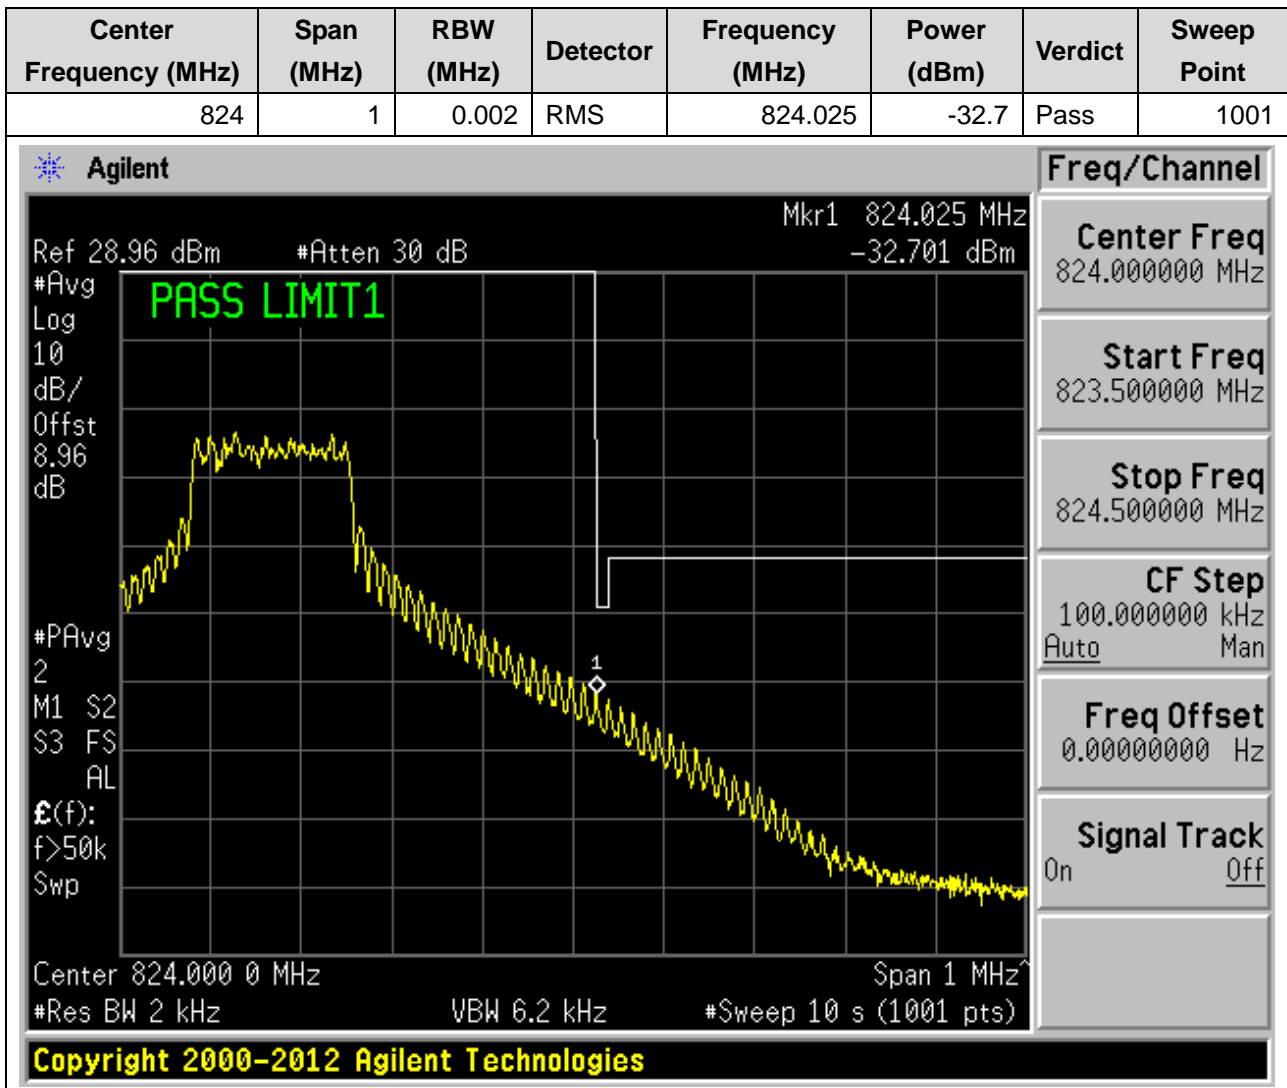 Center Frequency (MHz) Span (MHz) RBW (MHz) Detector Frequency (MHz) Power (dBm) Verdict Sweep Point
824 1 0.002 RMS 824.025 -32.7 Pass 1001
Agilent
Freq/Channel
Mkr1 824.025 MHz
Ref 28.96 dBm #Atten 30 dB -32.701 dBm
#Avg
Log
10
dB/
Offst
8.96
dB
PASS LIMIT1
1
#PAvg
2
M1 S2
S3 FS
AL
£(f):
f>50k
Swp
Center 824.000 0 MHz Span 1 MHz^
#Res BW 2 kHz VBW 6.2 kHz #Sweep 10 s (1001 pts)
Center Freq
824.000000 MHz
Start Freq
823.500000 MHz
Stop Freq
824.500000 MHz
CF Step
100.000000 kHz
Auto Man
Freq Offset
0.00000000 Hz
Signal Track
On Off
Copyright 2000-2012 Agilent Technologies